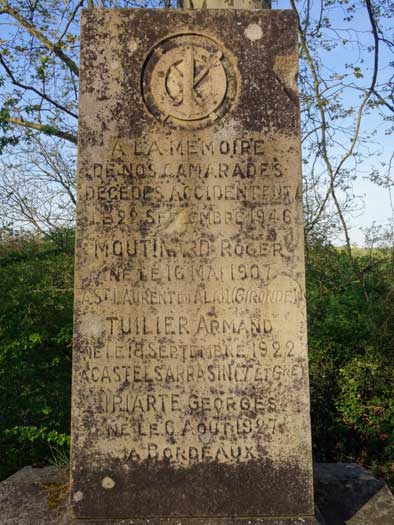 A LA MEMOIRE
DE NOS CAMARADES
DECEDES ACCIDENTELLt
LE 22 SEPTEMBRE 1946
MOUTINARD ROGER
NE LE 16 MAI 1907
A St LAURENT DU (GIRONDE)
TUILIER ARMAND
NE LE 18 SEPTEMBRE 1922
A CASTELSARRASIN (T ET GNE)
IRIARTE GEORGES
NE LE 6 AOUT 1927
A BORDEAUX